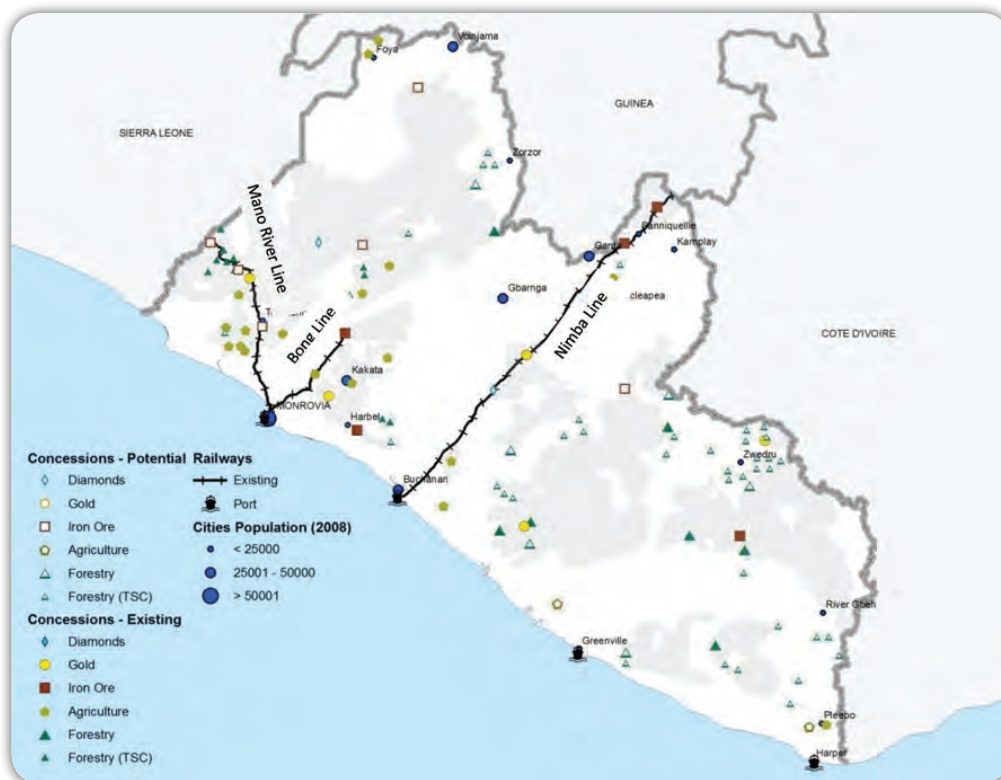 Foya
Voinjama
GUINEA
SIERRA LEONE
Zorzor
Mano River Line
Sanniquellie
Kamplay
Gbarnga
cleapea
Nimba Line
Bong Line
COTE D'IVOIRE
Kakata
MONROVIA
Harbel
Zwedru
Buchanan
River Gbeh
Greenville
Pleebo
Harper
Concessions - Potential
Diamonds
Gold
Iron Ore
Agriculture
Forestry
Forestry (TSC)
Concessions - Existing
Diamonds
Gold
Iron Ore
Agriculture
Forestry
Forestry (TSC)
Railways
Existing
Port
Cities Population (2008)
< 25000
25001 - 50000
> 50001